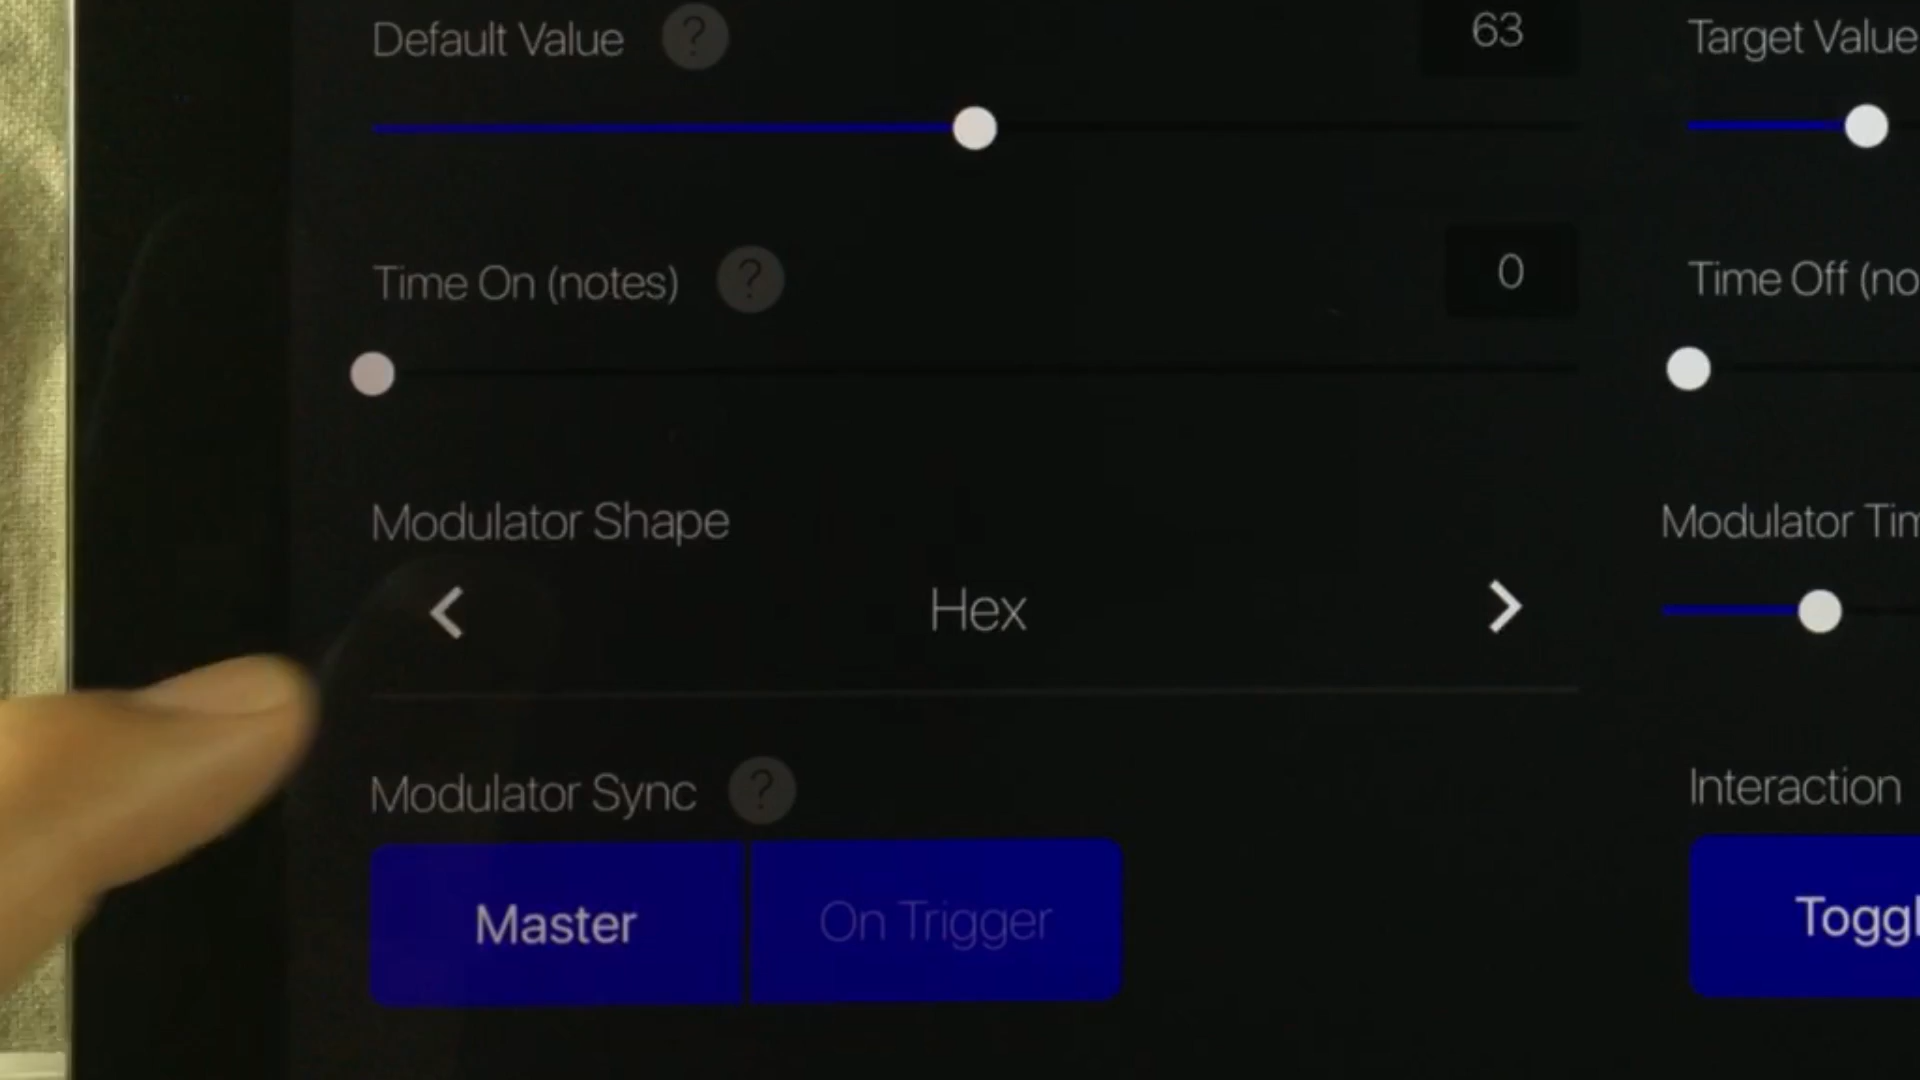 Default Value ? 63 Target Value
Time On (notes) ? 0 Time Off (no
Modulator Shape Modulator Tim
Hex
Modulator Sync ? Interaction
Master On Trigger Toggl